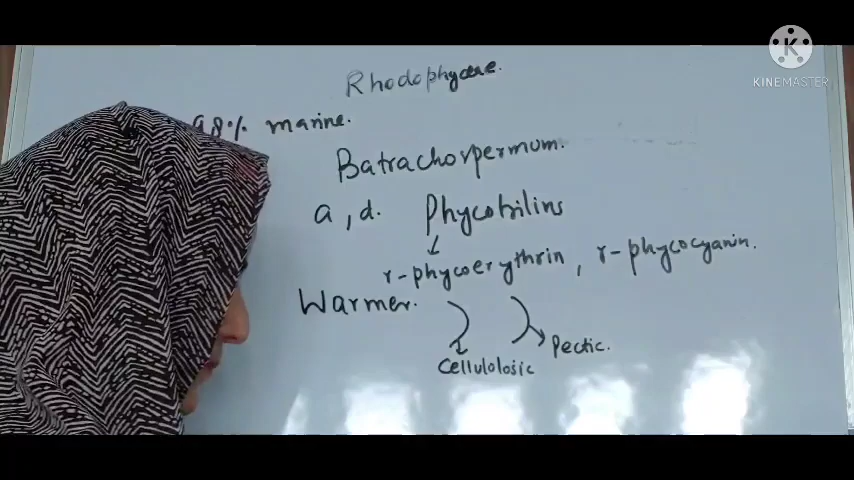 Rhodophyceae.
98% marine.
Batrachospermum.
a, d. Phycobilins
r-phycoerythrin, r-phycocyanin.
Warmer.
Pectic.
Cellulolosic
K
KINEMASTER